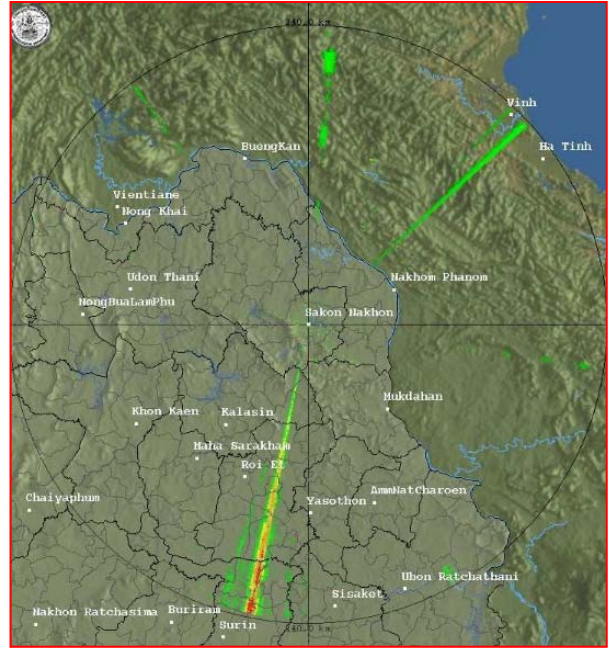 240.0 km
Vinh
BuengKan
Ha Tinh
Vientiane
Nong Khai
Udon Thani
Nakhom Phanom
NongBuaLamPhu
Sakon Nakhon
Mukdahan
Khon Kaen
Kalasin
Maha Sarakham
Roi Et
Chaiyaphum
Yasothon
AmmNatCharoen
Ubon Ratchathani
Sisaket
Nakhon Ratchasima
Buriram
Surin
240.0 km